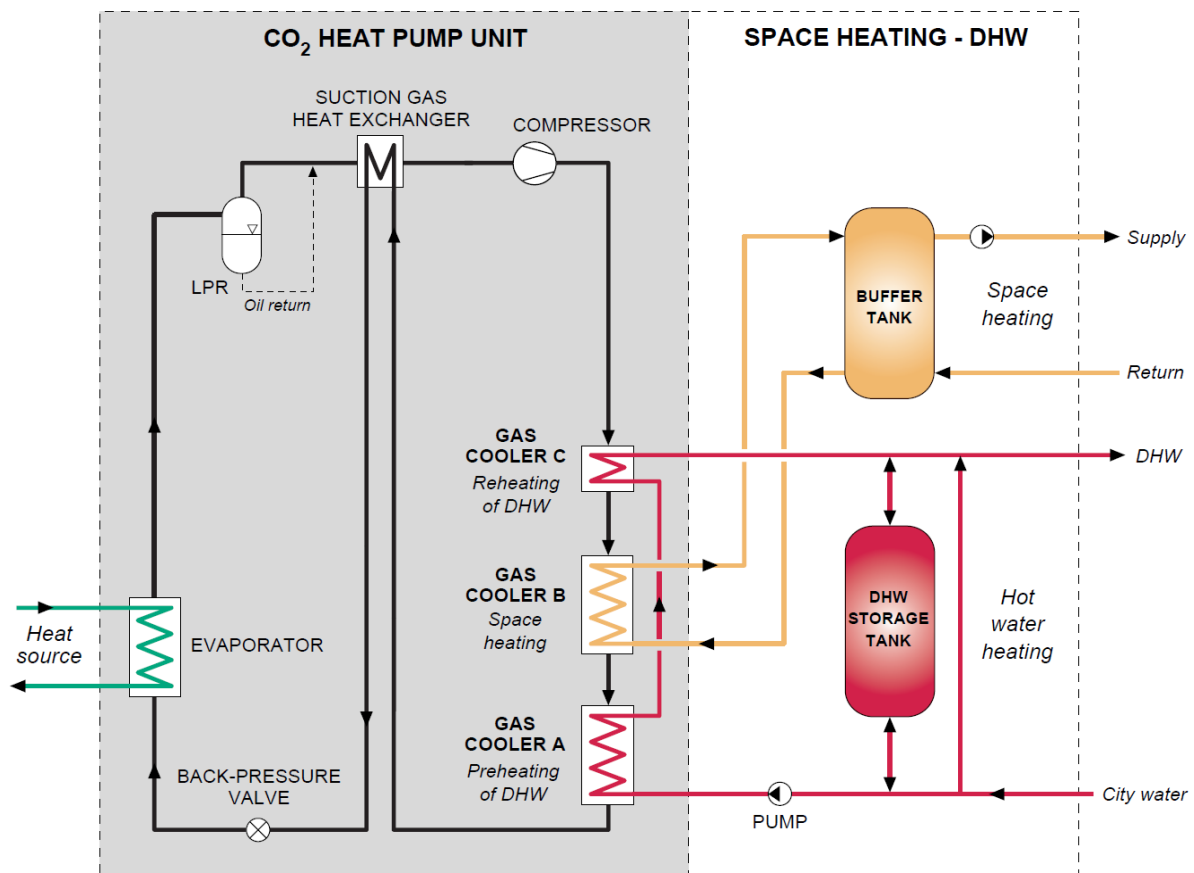 CO₂ HEAT PUMP UNIT
SPACE HEATING - DHW
SUCTION GAS
HEAT EXCHANGER
COMPRESSOR
LPR
Oil return
BUFFER
TANK
Supply
Space
heating
Return
GAS
COOLER C
Reheating
of DHW
DHW
GAS
COOLER B
Space
heating
DHW
STORAGE
TANK
Hot
water
heating
Heat
source
EVAPORATOR
GAS
COOLER A
Preheating
of DHW
BACK-PRESSURE
VALVE
PUMP
City water